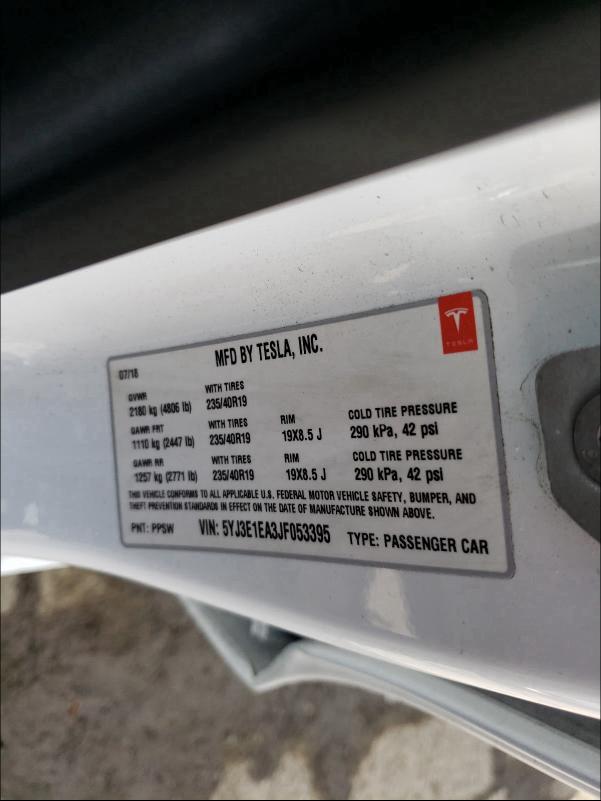 07/18
MFD BY TESLA, INC.
TESLA
GVWR
2180 kg (4806 lb)
WITH TIRES
235/40R19
GAWR FRT
1110 kg (2447 lb)
WITH TIRES
235/40R19
RIM
19X8.5 J
COLD TIRE PRESSURE
290 kPa, 42 psi
GAWR RR
1257 kg (2771 lb)
WITH TIRES
235/40R19
RIM
19X8.5 J
COLD TIRE PRESSURE
290 kPa, 42 psi
THIS VEHICLE CONFORMS TO ALL APPLICABLE U.S. FEDERAL MOTOR VEHICLE SAFETY, BUMPER, AND
THEFT PREVENTION STANDARDS IN EFFECT ON THE DATE OF MANUFACTURE SHOWN ABOVE.
PNT: PPSW
VIN: 5YJ3E1EA3JF053395
TYPE: PASSENGER CAR